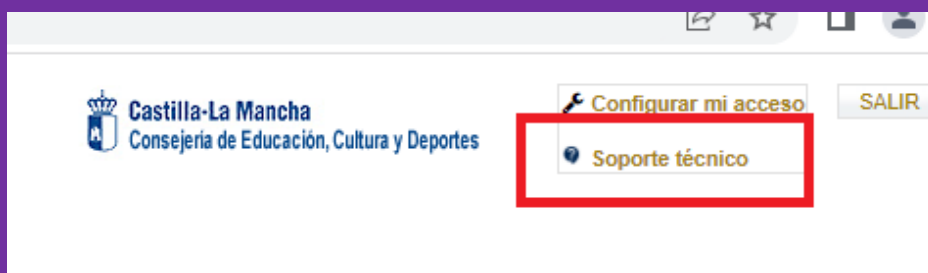 Castilla-La Mancha
Consejería de Educación, Cultura y Deportes
Configurar mi acceso
SALIR
Soporte técnico